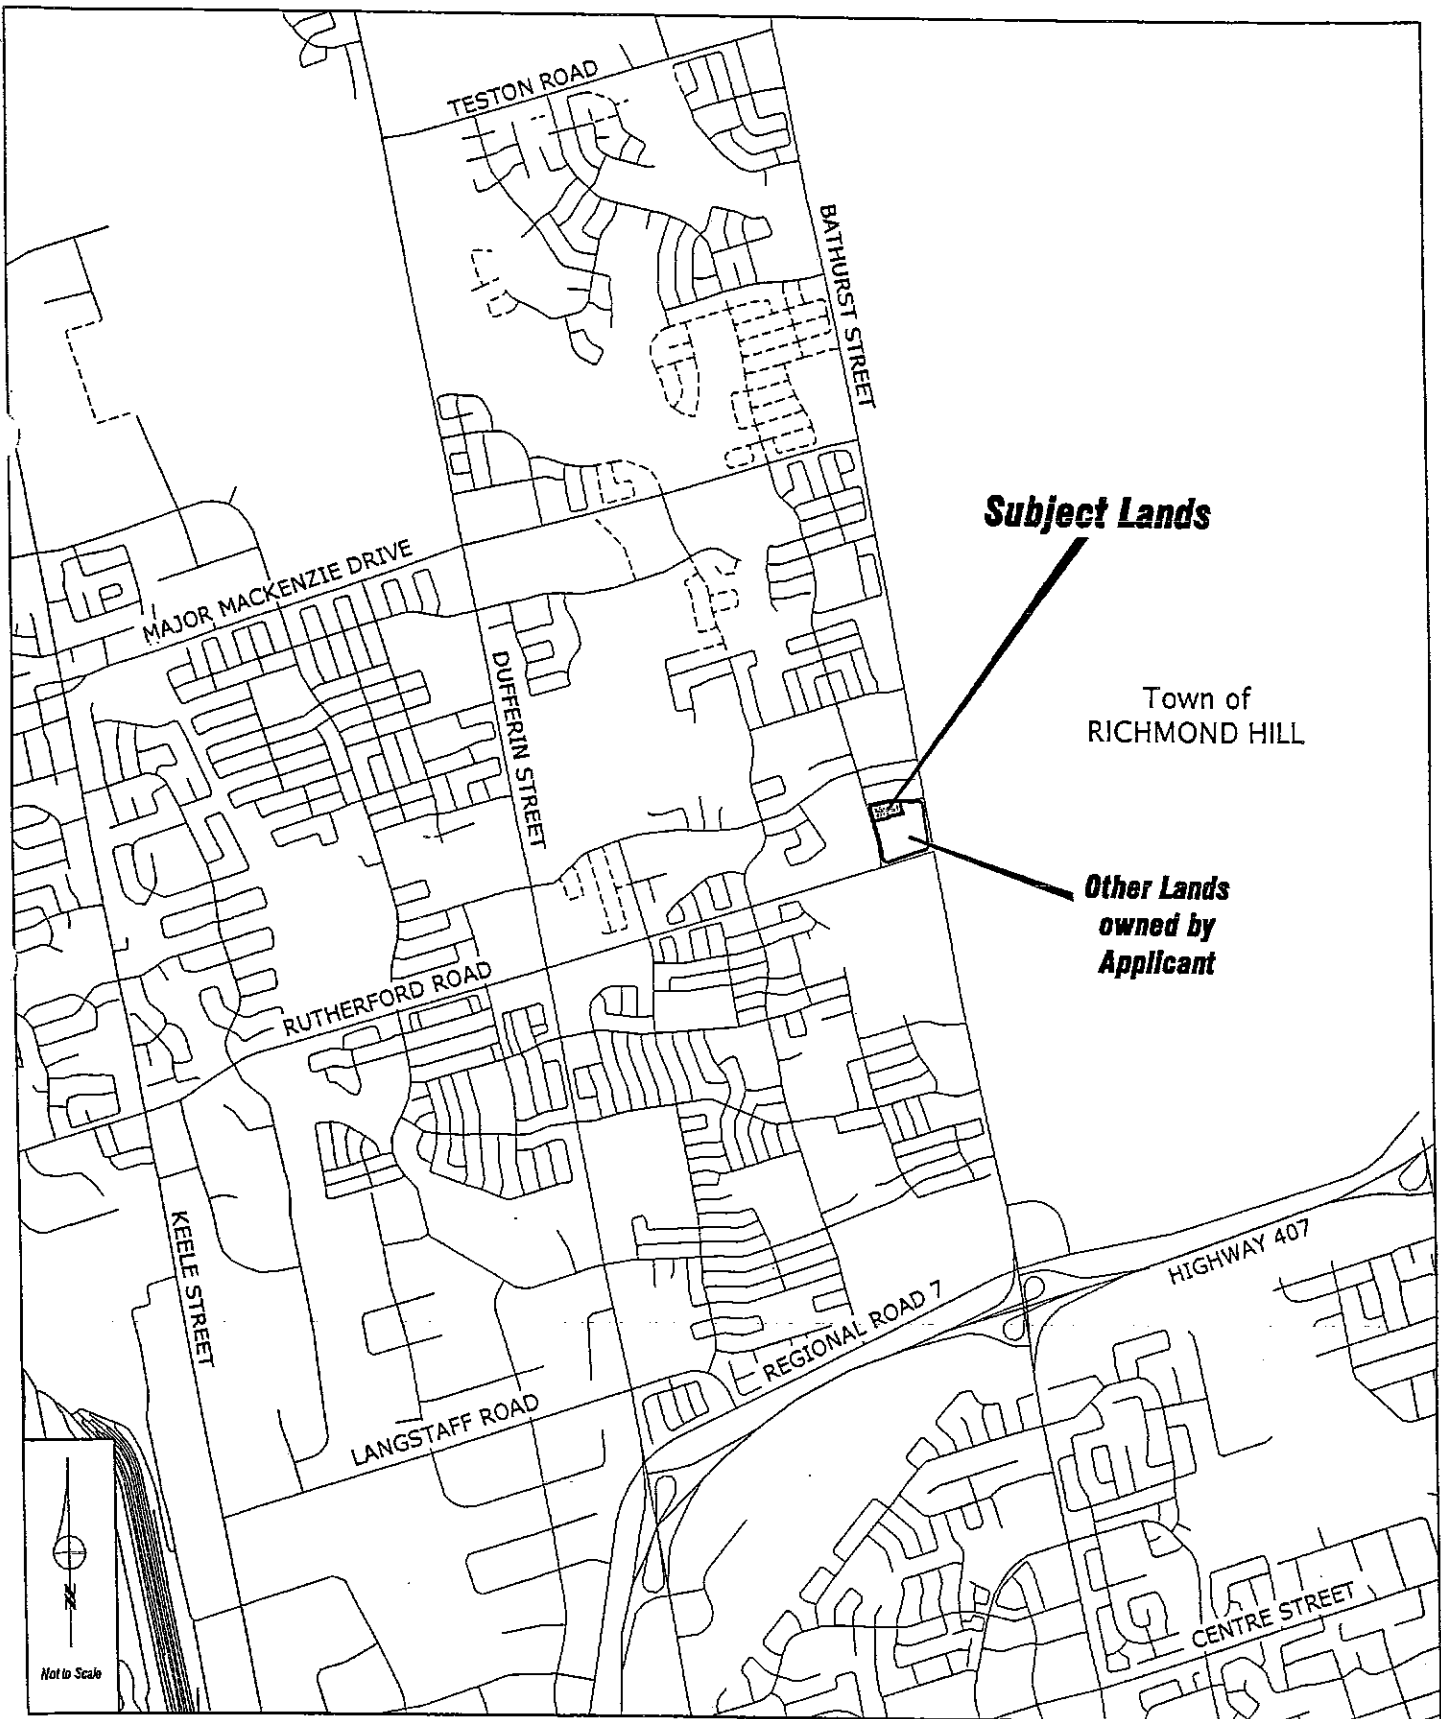 TESTON ROAD
BATHURST STREET
Subject Lands
MAJOR MACKENZIE DRIVE
Town of
RICHMOND HILL
DUFFERIN STREET
Other Lands
owned by
Applicant
RUTHERFORD ROAD
KEELE STREET
HIGHWAY 407
REGIONAL ROAD 7
LANGSTAFF ROAD
CENTRE STREET
N
Not to Scale